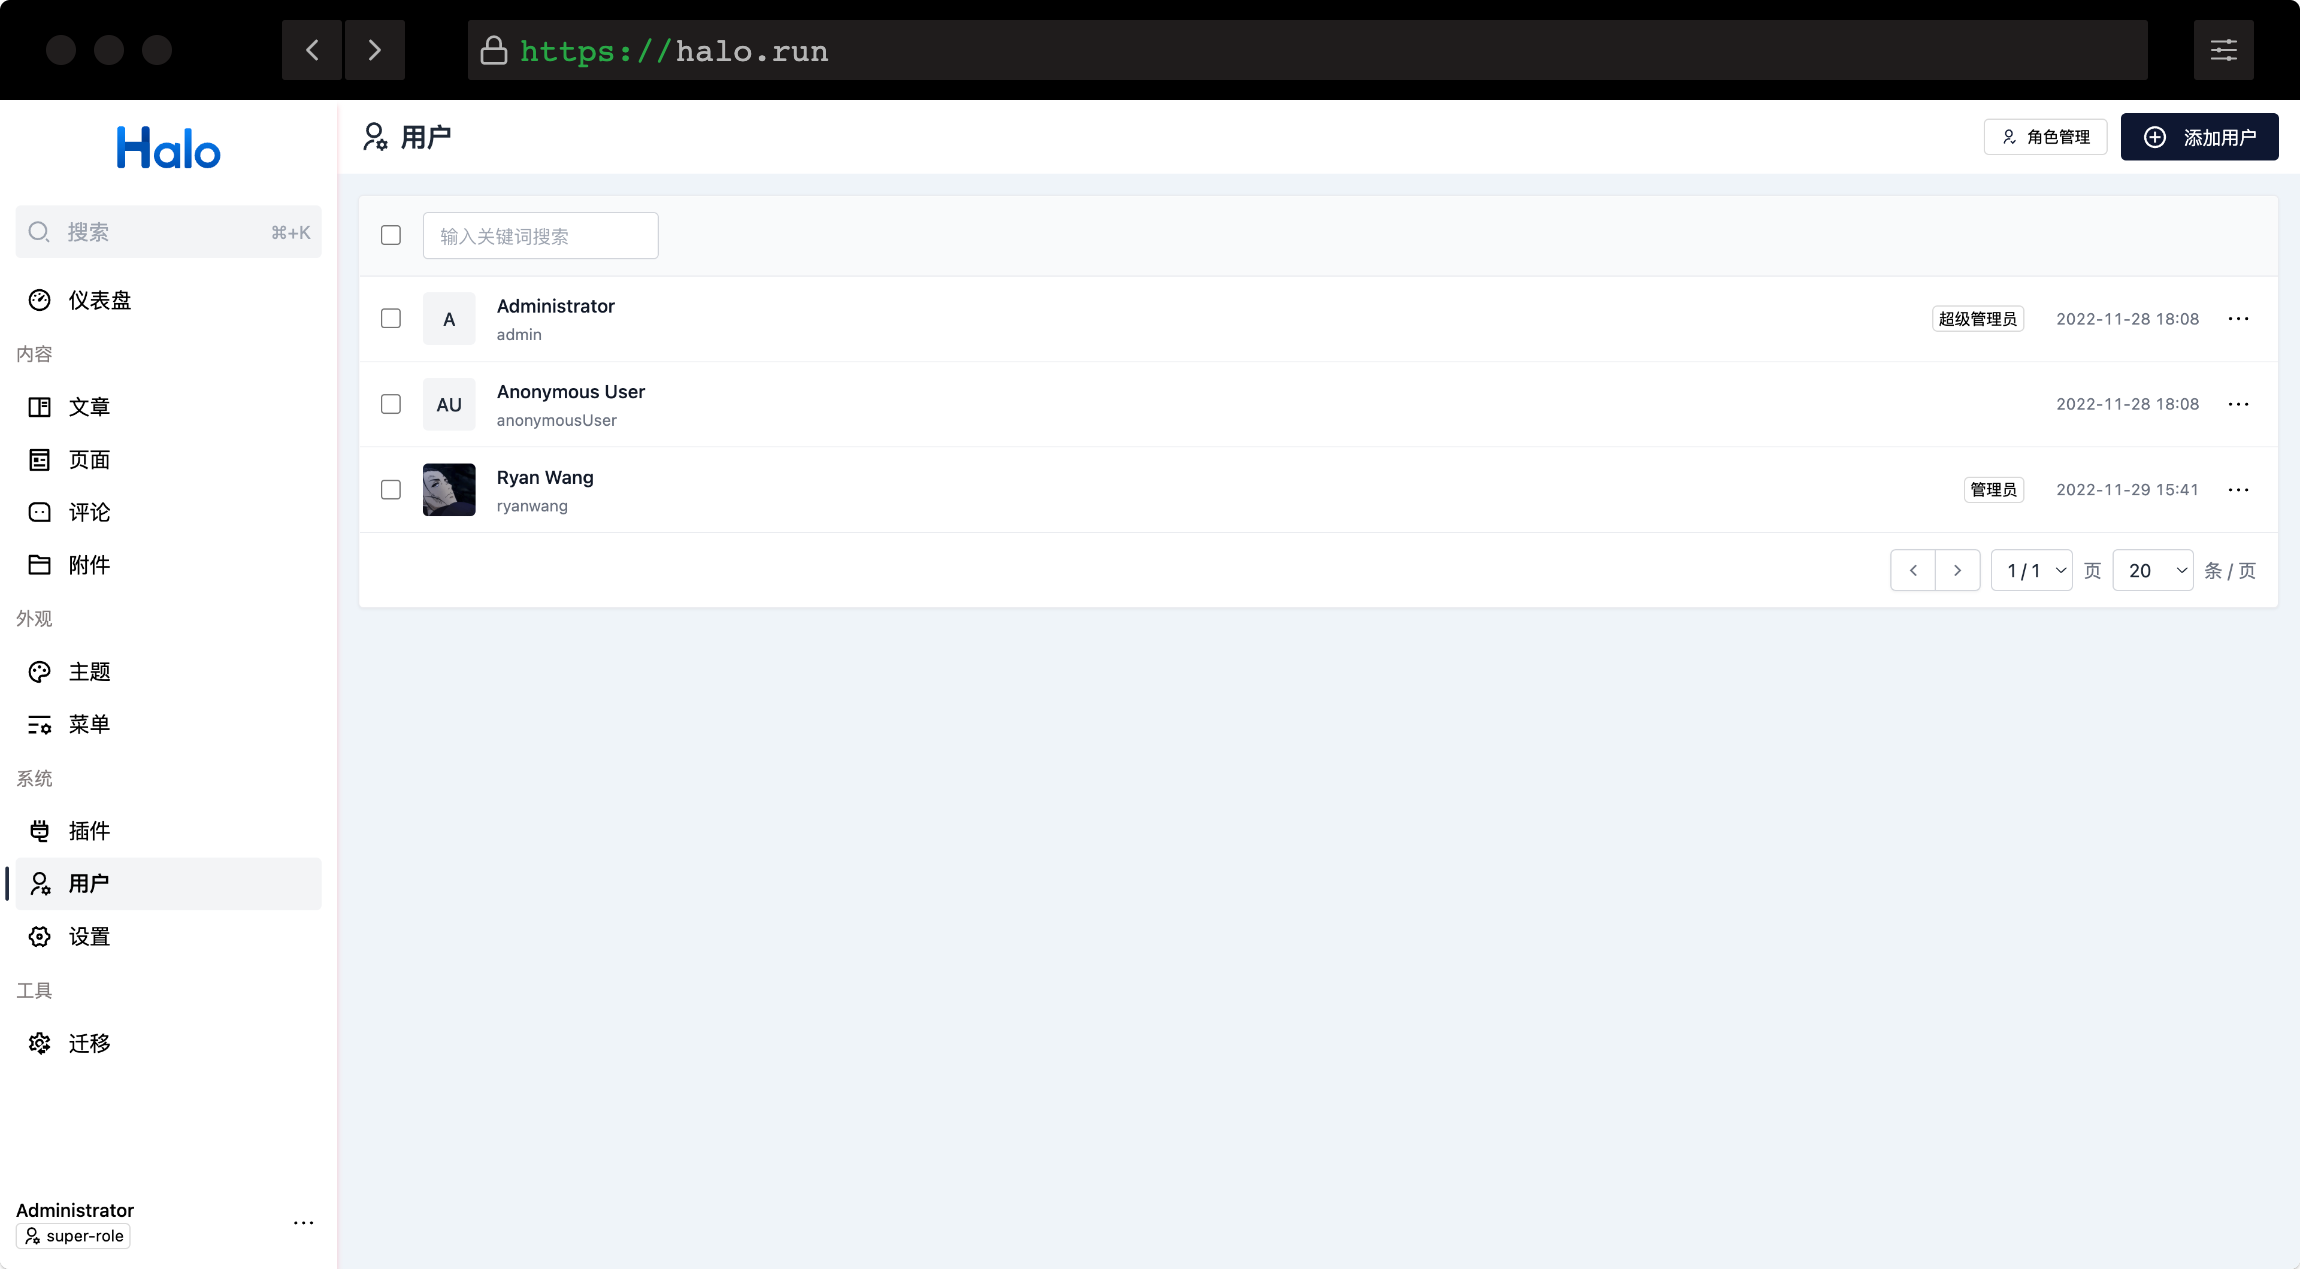 https://halo.run
Halo
搜索 ⌘+K
仪表盘
内容
文章
页面
评论
附件
外观
主题
菜单
系统
插件
用户
设置
工具
迁移
Administrator
super-role
用户
角色管理
添加用户
输入关键词搜索
A
Administrator
admin
超级管理员
2022-11-28 18:08
AU
Anonymous User
anonymousUser
2022-11-28 18:08
Ryan Wang
ryanwang
管理员
2022-11-29 15:41
1 / 1 页 20 条 / 页